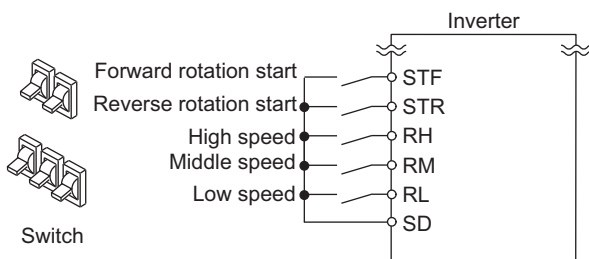 Inverter
Forward rotation start
STF
Reverse rotation start
STR
High speed
RH
Middle speed
RM
Low speed
RL
SD
Switch